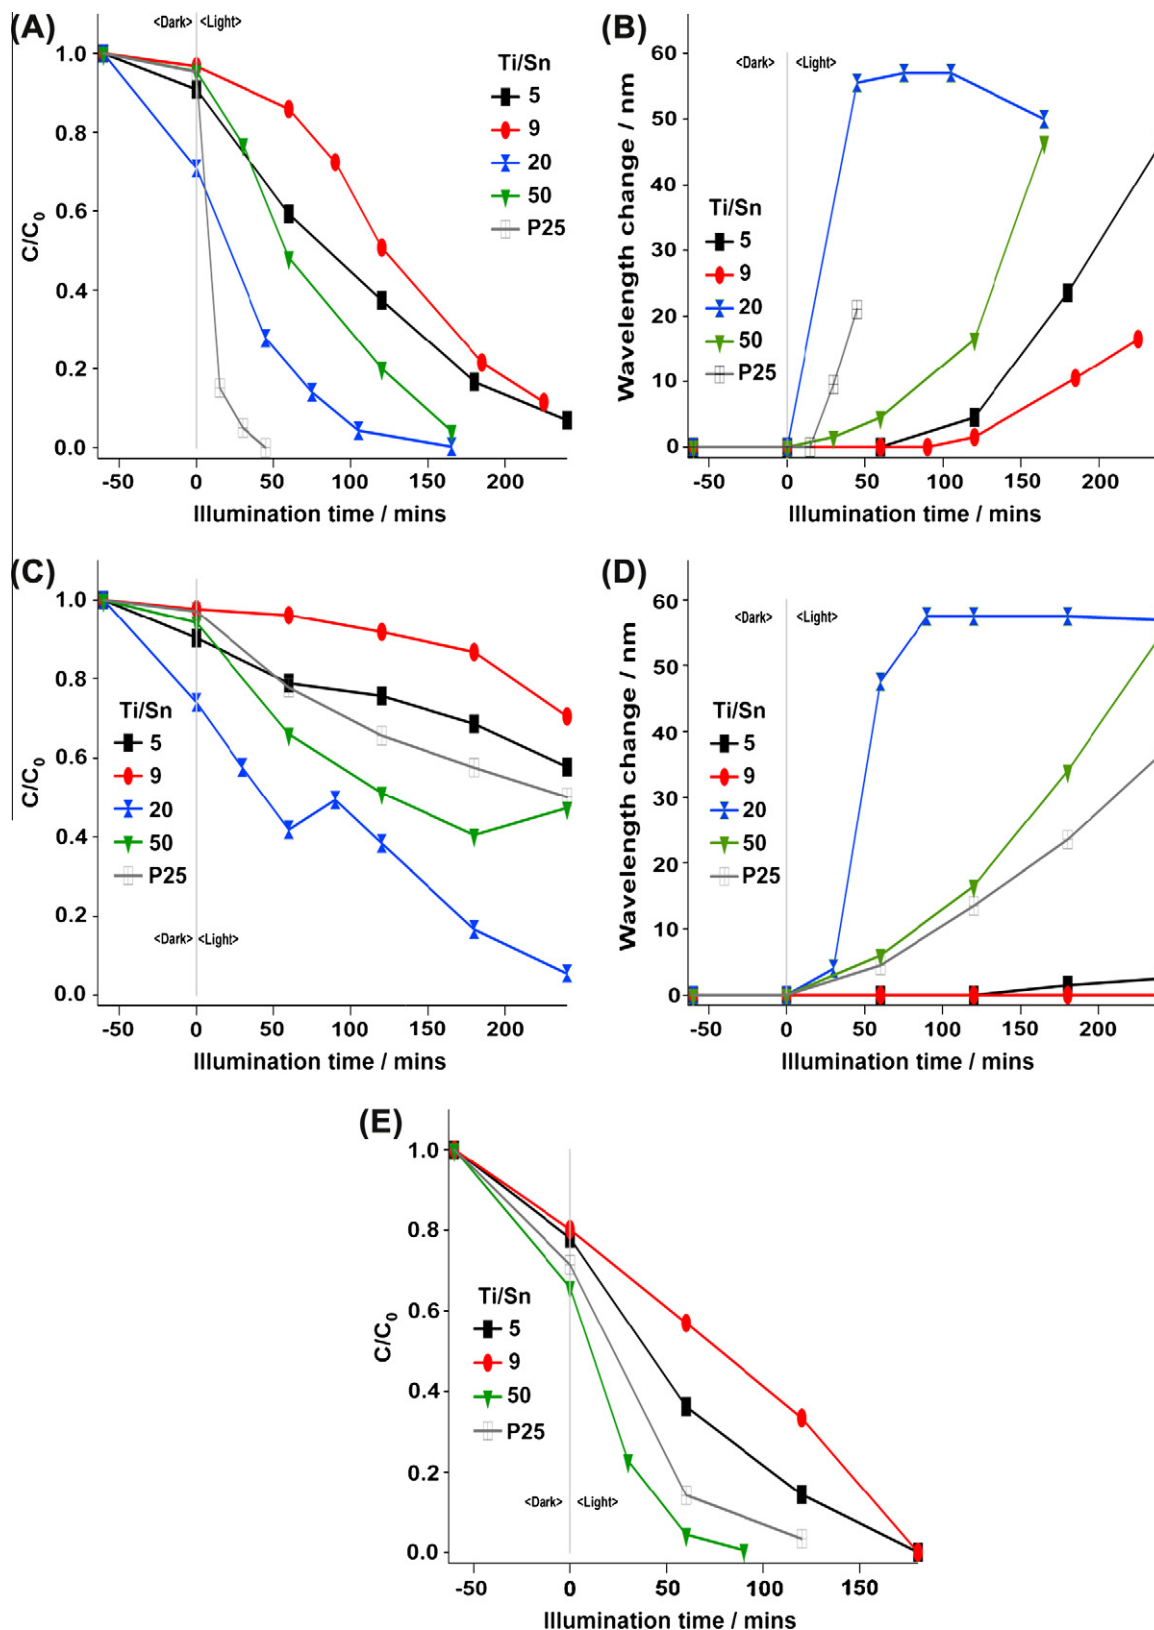 (A)
<Dark> <Light>
C/C0
1.0
0.8
0.6
0.4
0.2
0.0
Ti/Sn
5
9
20
50
P25
-50 0 50 100 150 200
Illumination time / mins
(B)
<Dark> <Light>
Wavelength change / nm
60
50
40
30
20
10
0
Ti/Sn
5
9
20
50
P25
-50 0 50 100 150 200
Illumination time / mins
(C)
C/C0
1.0
0.8
0.6
0.4
0.2
0.0
Ti/Sn
5
9
20
50
P25
<Dark> <Light>
-50 0 50 100 150 200
Illumination time / mins
(D)
<Dark> <Light>
Wavelength change / nm
60
50
40
30
20
10
0
Ti/Sn
5
9
20
50
P25
-50 0 50 100 150 200
Illumination time / mins
(E)
C/C0
1.0
0.8
0.6
0.4
0.2
0.0
Ti/Sn
5
9
50
P25
<Dark> <Light>
-50 0 50 100 150
Illumination time / mins